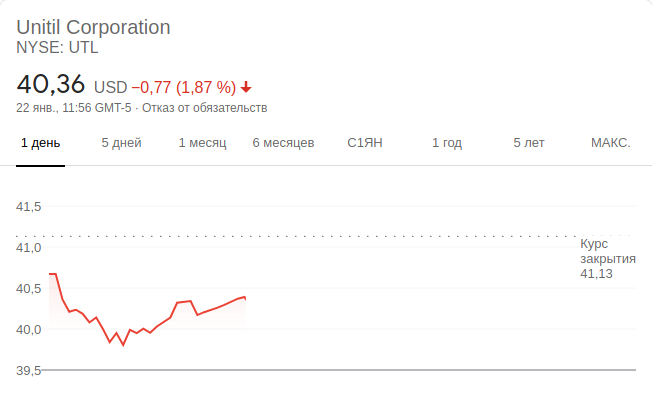 Unitil Corporation
NYSE: UTL
40,36 USD −0,77 (1,87 %)
22 янв., 11:56 GMT-5 · Отказ от обязательств
1 день 5 дней 1 месяц 6 месяцев С1ЯН 1 год 5 лет МАКС.
41,5
41,0
40,5
40,0
39,5
Курс
закрытия
41,13